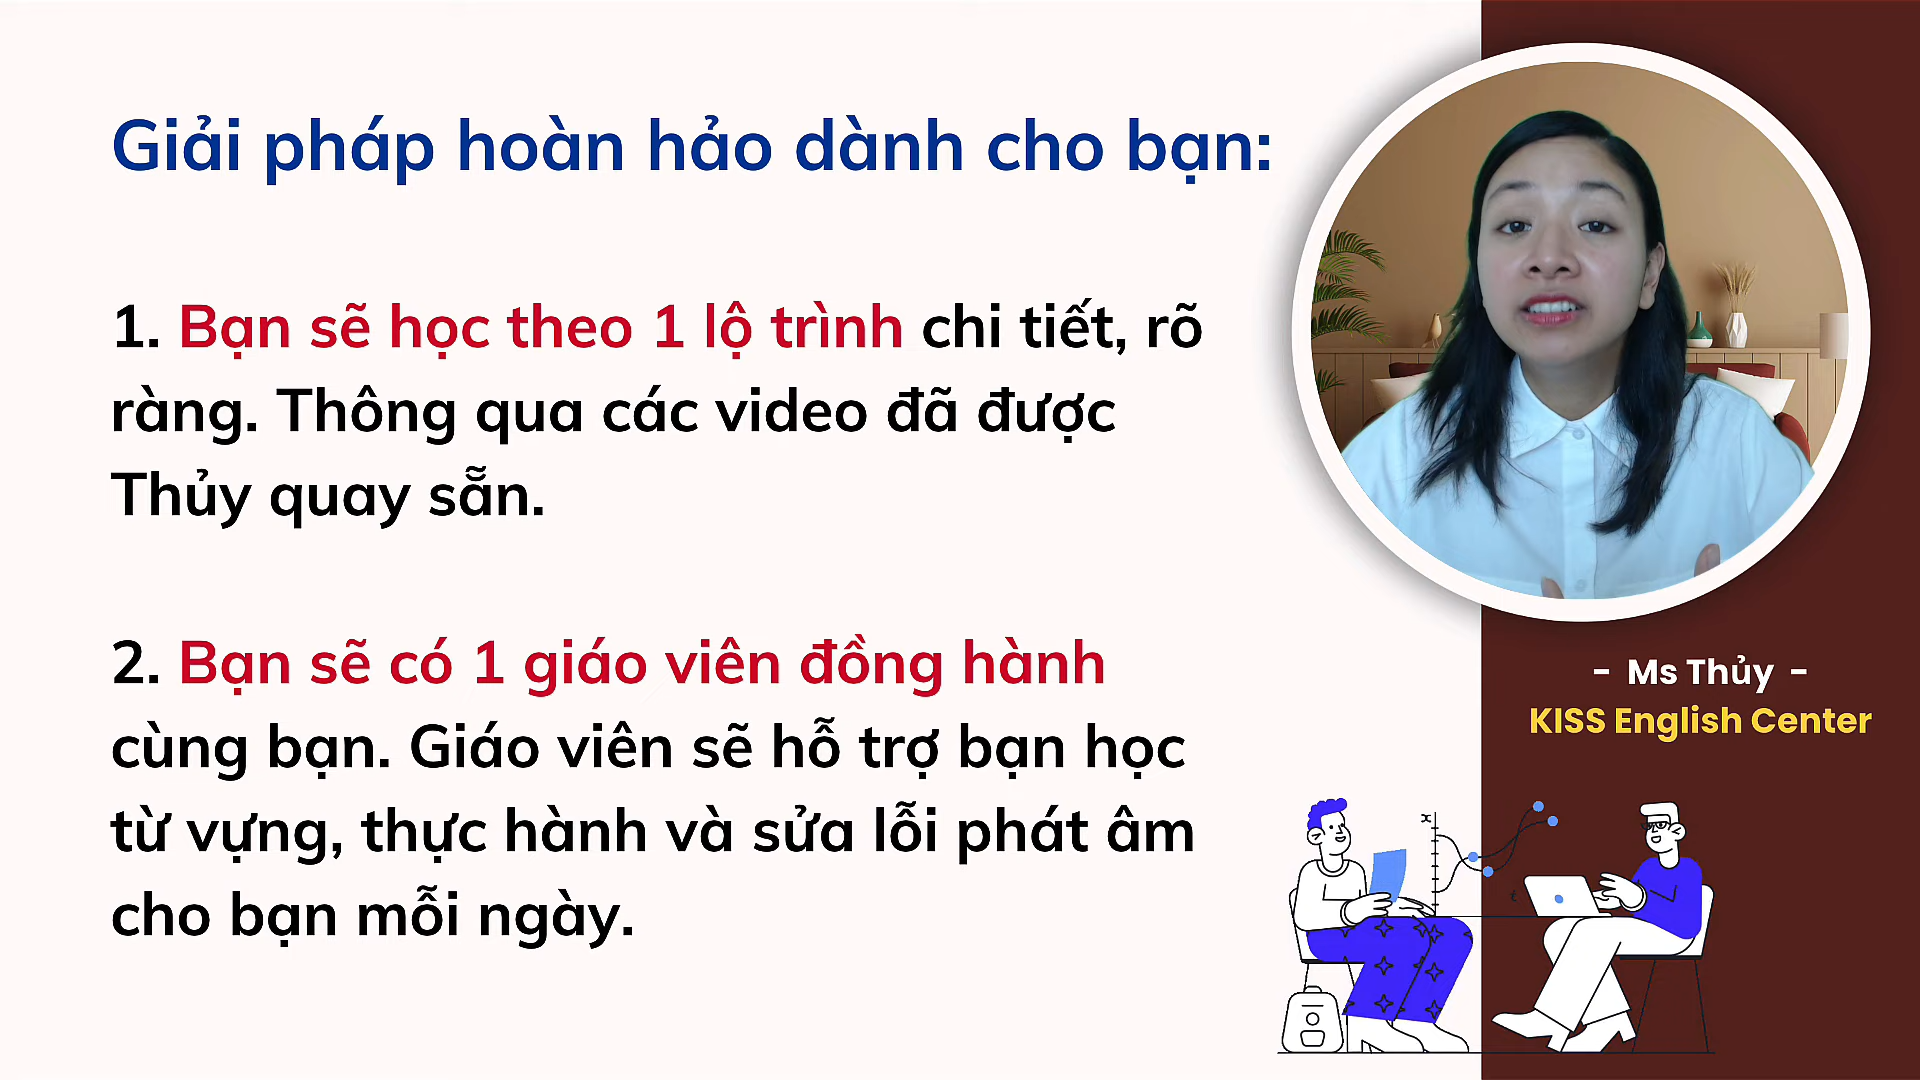 Giải pháp hoàn hảo dành cho bạn:
1. Bạn sẽ học theo 1 lộ trình chi tiết, rõ
ràng. Thông qua các video đã được
Thủy quay sẵn.
2. Bạn sẽ có 1 giáo viên đồng hành
cùng bạn. Giáo viên sẽ hỗ trợ bạn học
từ vựng, thực hành và sửa lỗi phát âm
cho bạn mỗi ngày.
- Ms Thủy -
KISS English Center
x
t